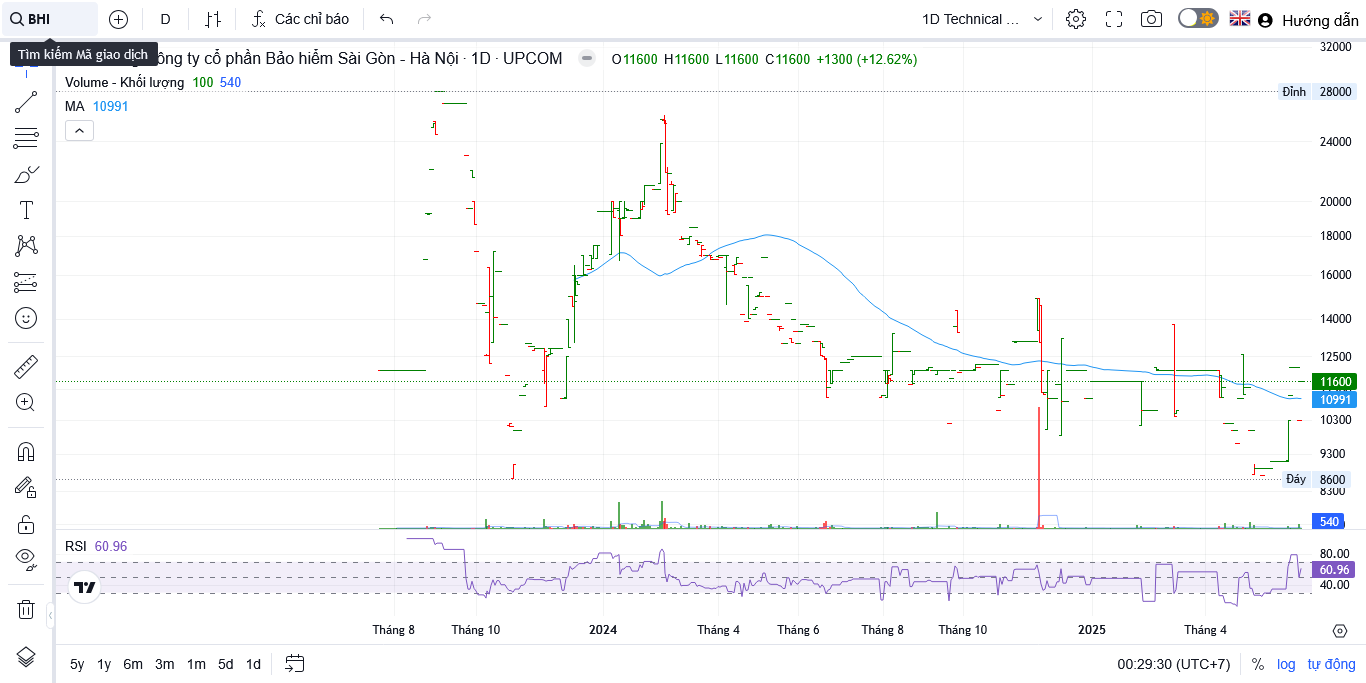 BHI
D
Các chỉ báo
1D Technical ...
Hướng dẫn
Tìm kiếm Mã giao dịch
ông ty cổ phần Bảo hiểm Sài Gòn - Hà Nội · 1D · UPCOM
O11600 H11600 L11600 C11600 +1300 (+12.62%)
Volume - Khối lượng 100 540
MA 10991
32000
Đỉnh 28000
24000
20000
18000
16000
14000
12500
11600
10991
10300
9300
Đáy 8600
8300
540
RSI 60.96
80.00
60.96
40.00
Tháng 8 Tháng 10 2024 Tháng 4 Tháng 6 Tháng 8 Tháng 10 2025 Tháng 4
5y 1y 6m 3m 1m 5d 1d
00:29:30 (UTC+7) % log tự động